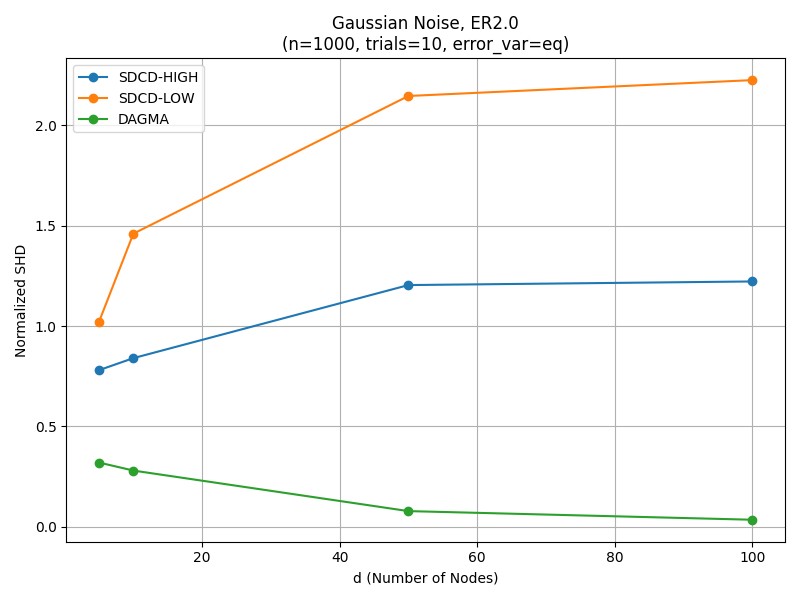 Gaussian Noise, ER2.0
(n=1000, trials=10, error_var=eq)
SDCD-HIGH
SDCD-LOW
DAGMA
Normalized SHD
2.0
1.5
1.0
0.5
0.0
20
40
60
80
100
d (Number of Nodes)